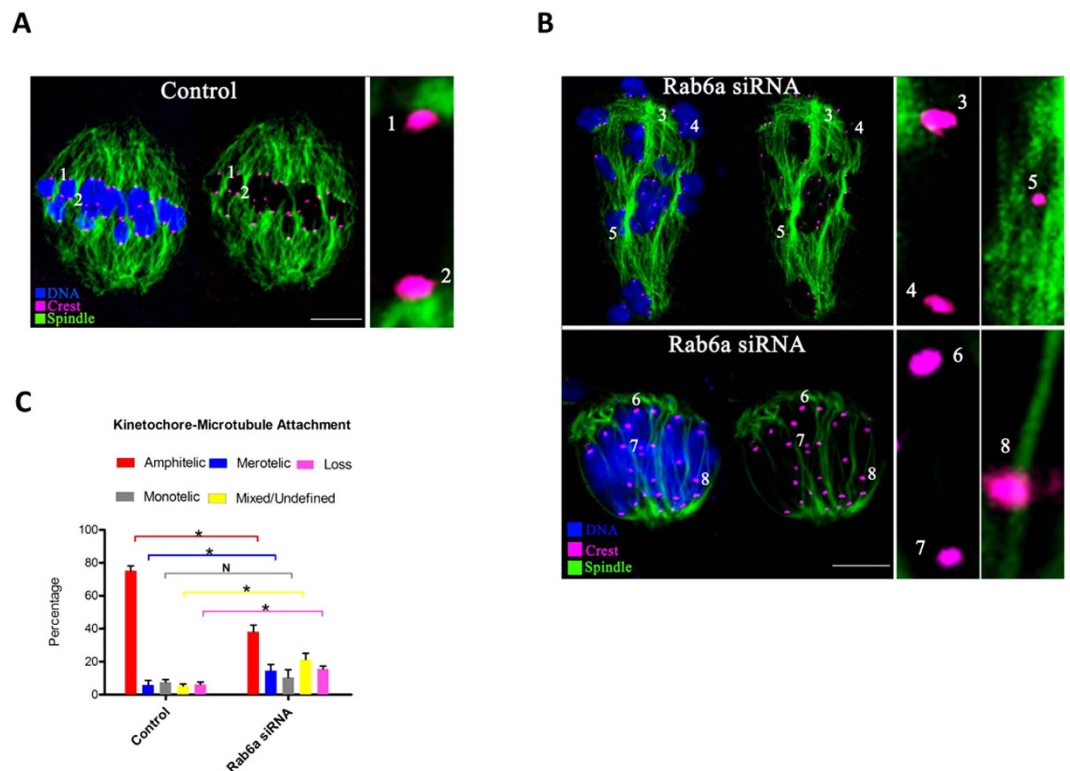 A
Control
1
2
1
2
1
2
DNA
Crest
Spindle
B
Rab6a siRNA
3
4
5
3
4
5
3
4
5
Rab6a siRNA
6
7
8
6
7
8
6
7
8
DNA
Crest
Spindle
C
Kinetochore-Microtubule Attachment
Amphitelic Merotelic Loss
Monotelic Mixed/Undefined
Percentage
100
80
60
40
20
0
*
*
N
*
*
Control
Rab6a siRNA